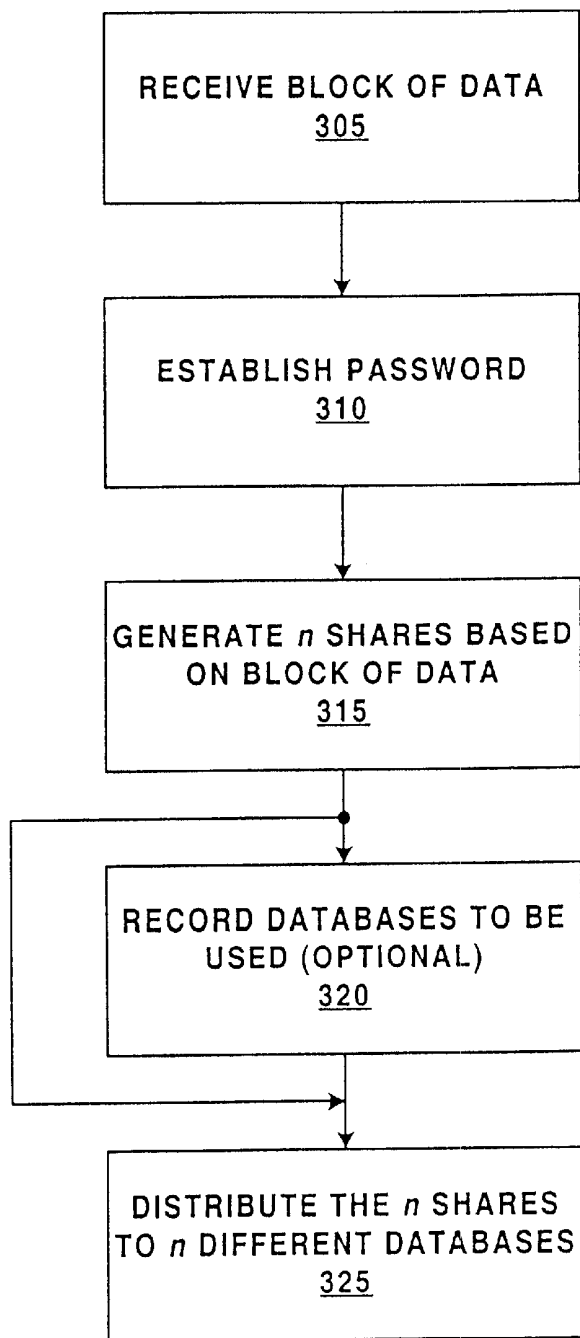 RECEIVE BLOCK OF DATA
305
ESTABLISH PASSWORD
310
GENERATE n SHARES BASED
ON BLOCK OF DATA
315
RECORD DATABASES TO BE
USED (OPTIONAL)
320
DISTRIBUTE THE n SHARES
TO n DIFFERENT DATABASES
325